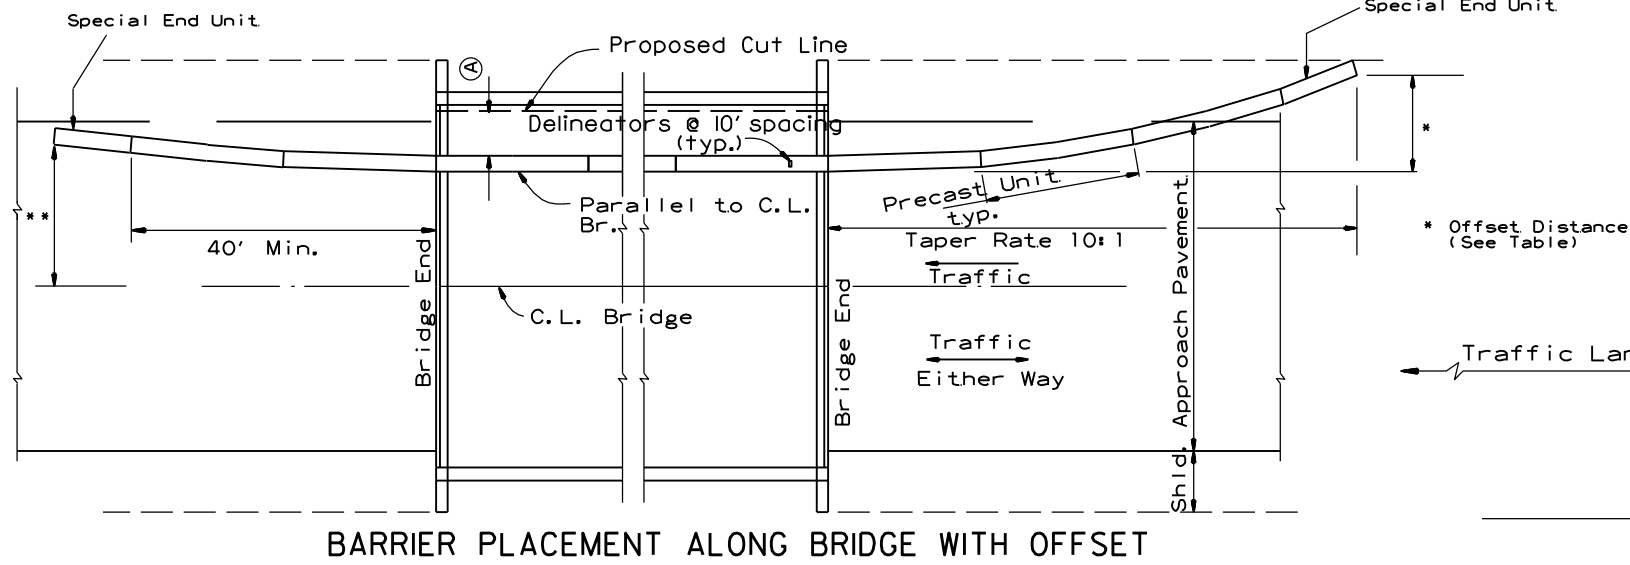 Special End Unit
Special End Unit
Proposed Cut Line
A
Delineators @ 10' spacing
(typ.)
*
Precast Unit
typ.
Parallel to C.L.
Br.
**
40' Min.
Taper Rate 10:1
* Offset Distance
(See Table)
Traffic
C.L. Bridge
Bridge End
Bridge End
Traffic
Either Way
Shld. Approach Pavement
Traffic
BARRIER PLACEMENT ALONG BRIDGE WITH OFFSET